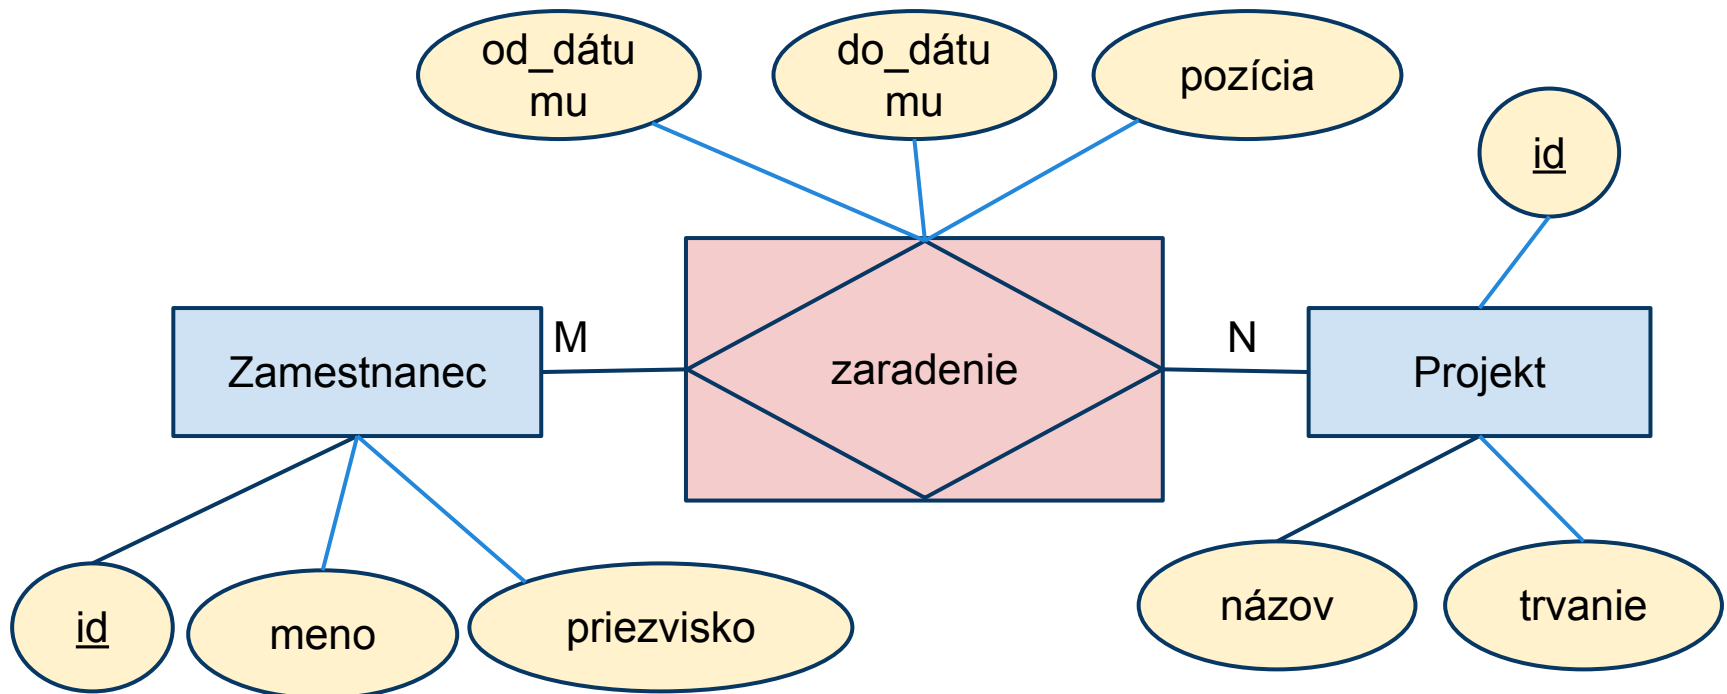 od_dátu
mu
do_dátu
mu
pozícia
id
M
N
Zamestnanec
zaradenie
Projekt
id
meno
priezvisko
názov
trvanie